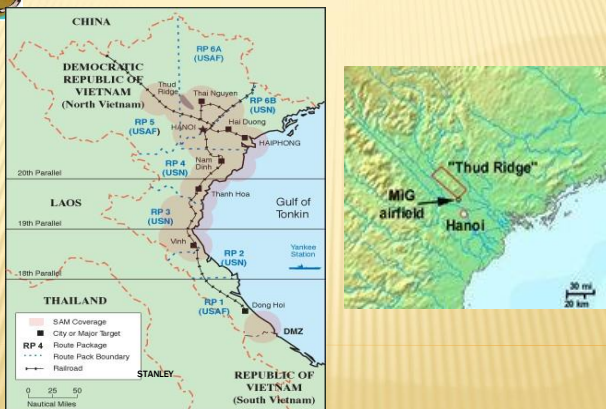 CHINA
RP 6A
(USAF)
DEMOCRATIC
REPUBLIC OF
VIETNAM
(North Vietnam)
Thud
Ridge
Thai Nguyen
RP 6B
(USN)
RP 5
(USAF)
HANOI
Hai Duong
HAIPHONG
RP 4
(USN)
Nam
Dinh
20th Parallel
Thanh Hoa
LAOS
Gulf of
Tonkin
RP 3
(USN)
19th Parallel
Vinh
RP 2
(USN)
Yankee
Station
18th Parallel
THAILAND
RP 1
(USAF)
Dong Hoi
DMZ
SAM Coverage
City or Major Target
RP 4 Route Package
Route Pack Boundary
Railroad
STANLEY
REPUBLIC OF
VIETNAM
(South Vietnam)
0 25 50
Nautical Miles
"Thud Ridge"
MiG
airfield
Hanoi
30 mi
20 km